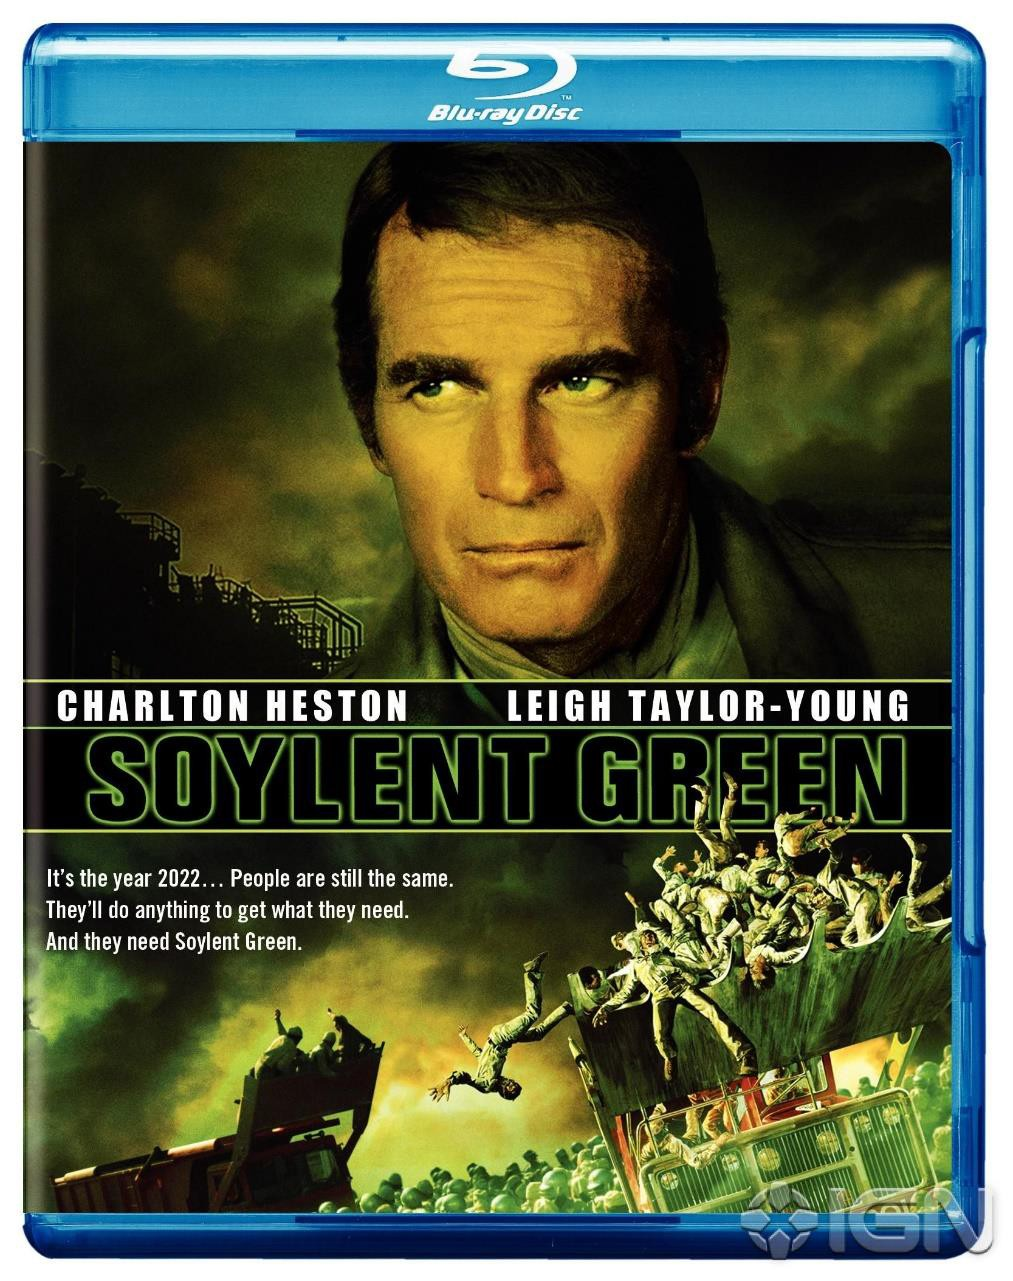 Blu-ray Disc™
CHARLTON HESTON LEIGH TAYLOR-YOUNG
SOYLENT GREEN
It's the year 2022… People are still the same.
They'll do anything to get what they need.
And they need Soylent Green.
IGN